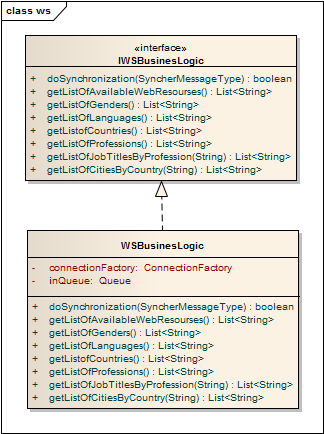 class ws
«interface»
IWSBusinesLogic
+ doSynchronization(SyncherMessageType) : boolean
+ getListOfAvailableWebResourses() : List<String>
+ getListOfGenders() : List<String>
+ getListOfLanguages() : List<String>
+ getListofCountries() : List<String>
+ getListOfProfessions() : List<String>
+ getListOfJobTitlesByProfession(String) : List<String>
+ getListOfCitiesByCountry(String) : List<String>
WSBusinesLogic
- connectionFactory: ConnectionFactory
- inQueue: Queue
+ doSynchronization(SyncherMessageType) : boolean
+ getListOfAvailableWebResourses() : List<String>
+ getListOfGenders() : List<String>
+ getListOfLanguages() : List<String>
+ getListofCountries() : List<String>
+ getListOfProfessions() : List<String>
+ getListOfJobTitlesByProfession(String) : List<String>
+ getListOfCitiesByCountry(String) : List<String>